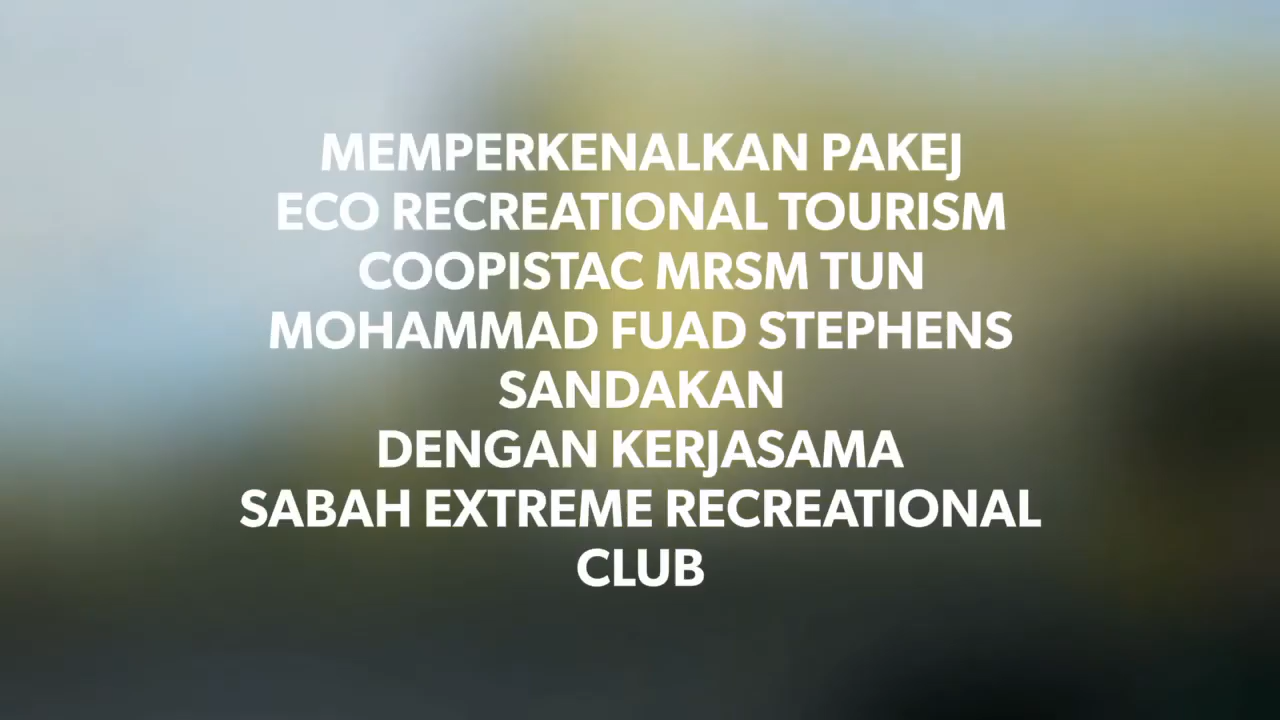 MEMPERKENALKAN PAKEJ
ECO RECREATIONAL TOURISM
COOPISTAC MRSM TUN
MOHAMMAD FUAD STEPHENS
SANDAKAN
DENGAN KERJASAMA
SABAH EXTREME RECREATIONAL
CLUB